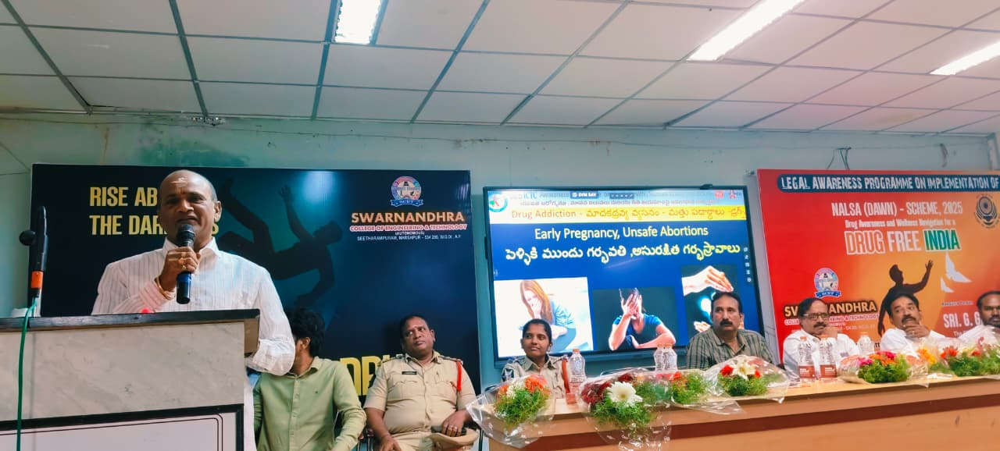 RISE AB
THE DAR
SCET
SWARNANDHRA
COLLEGE OF ENGINEERING & TECHNOLOGY
(AUTONOMOUS)
SEETHARAMPURAM, NARSAPUR - 534 280, W.G.Dt., A.P.
Drug Addiction - మాదకద్రవ్య వ్యసనం - మత్తు పదార్థాలు -డ్రగ్స్
Early Pregnancy, Unsafe Abortions
పెళ్ళికి ముందు గర్భవతి ,అసురక్షిత గర్భస్రావాలు
LEGAL AWARENESS PROGRAMME ON IMPLEMENTATION OF
NALSA (DAWN) - SCHEME, 2025
Drug Awareness and Wellness Navigation for a
DRUG FREE INDIA
SCET
SWARNANDHRA
COLLEGE OF ENGINEERING & TECHNOLOGY
Resource Person
SRI. G. G